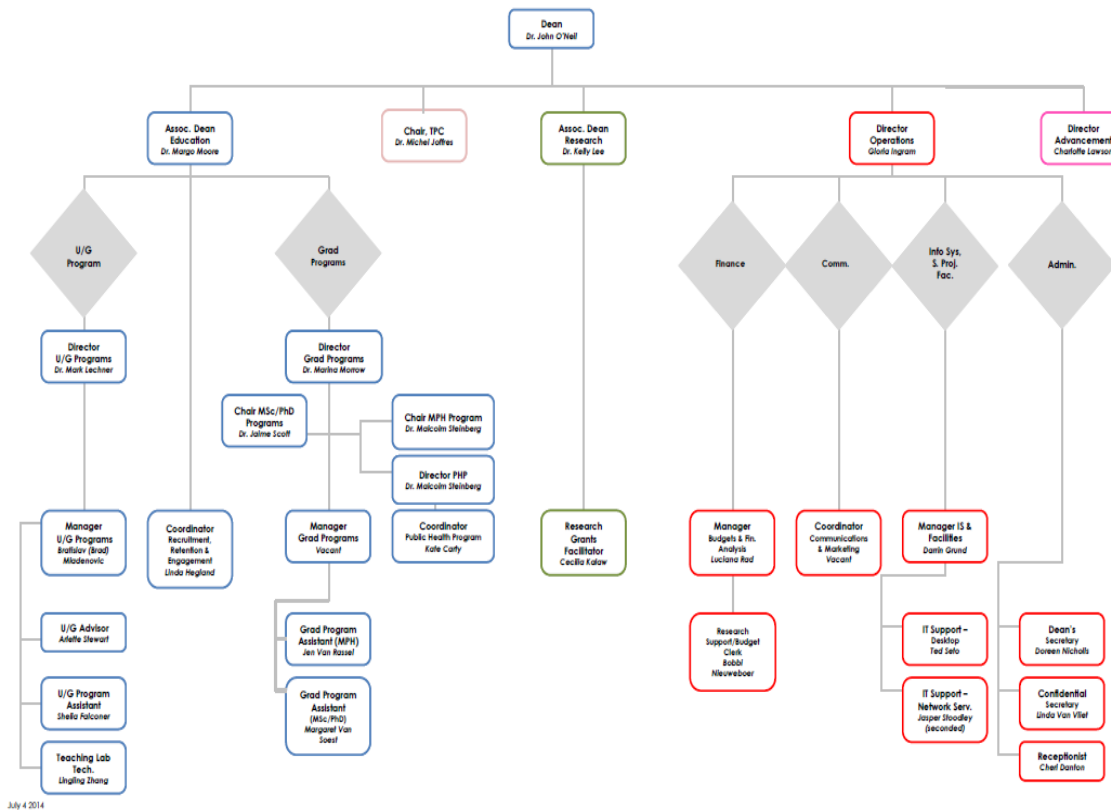 Dean
Dr. John O'Neil
Assoc. Dean
Education
Dr. Margo Moore
Chair, TPC
Dr. Michel Joffres
Assoc. Dean
Research
Dr. Kelly Lee
Director
Operations
Gloria Ingram
Director
Advancement
Charlotte Lawson
U/G
Program
Grad
Programs
Finance
Comm.
Info Sys,
S. Proj.
Fac.
Admin.
Director
U/G Programs
Dr. Mark Lechner
Director
Grad Programs
Dr. Marina Morrow
Chair MSc/PhD
Programs
Dr. Jaime Scott
Chair MPH Program
Dr. Malcolm Steinberg
Director PHP
Dr. Malcolm Steinberg
Manager
U/G Programs
Bratislav (Brad)
Mladenovic
Coordinator
Recruitment,
Retention &
Engagement
Linda Hegland
Manager
Grad Programs
Vacant
Coordinator
Public Health Program
Kate Carty
Research
Grants
Facilitator
Cecilia Kalaw
Manager
Budgets & Fin.
Analysis
Luciana Rad
Coordinator
Communications
& Marketing
Vacant
Manager IS &
Facilities
Darrin Grund
U/G Advisor
Arlette Stewart
Grad Program
Assistant (MPH)
Jen Van Rassel
Research
Support/Budget
Clerk
Bobbi
Nieuweboer
IT Support –
Desktop
Ted Seto
Dean's
Secretary
Doreen Nicholls
U/G Program
Assistant
Sheila Falconer
Grad Program
Assistant
(MSc/PhD)
Margaret Van
Soest
IT Support –
Network Serv.
Jasper Stoodley
(seconded)
Confidential
Secretary
Linda Van Vliet
Teaching Lab
Tech.
Lingling Zhang
Receptionist
Cheri Danton
July 4 2014